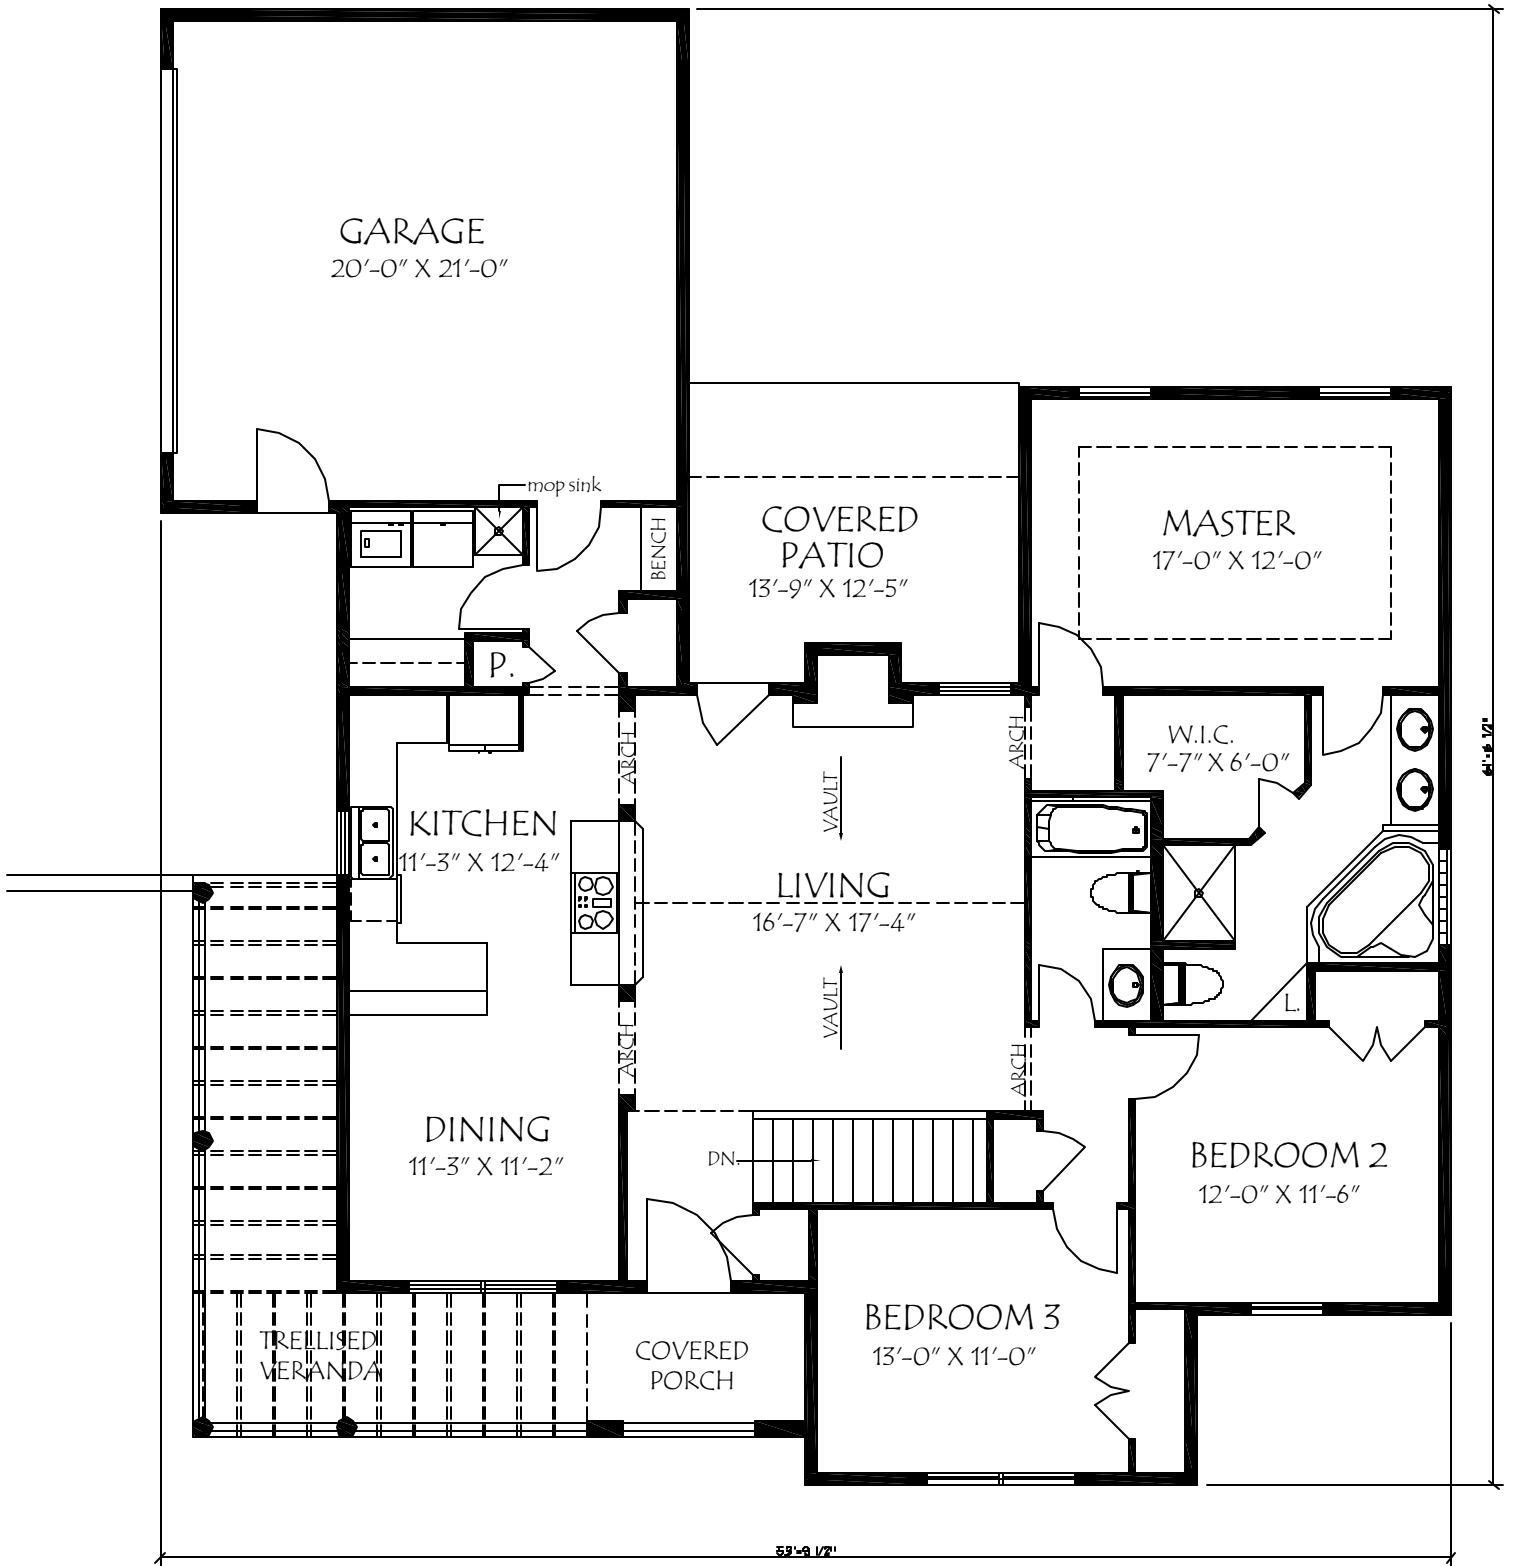 GARAGE
20'-0" X 21'-0"
mop sink
BENCH
COVERED
PATIO
13'-9" X 12'-5"
MASTER
17'-0" X 12'-0"
P.
ARCH
ARCH
VAULT
W.I.C.
7'-7" X 6'-0"
KITCHEN
11'-3" X 12'-4"
LIVING
16'-7" X 17'-4"
VAULT
ARCH
ARCH
L.
DINING
11'-3" X 11'-2"
DN.
BEDROOM 2
12'-0" X 11'-6"
BEDROOM 3
13'-0" X 11'-0"
TRELLISED
VERANDA
COVERED
PORCH